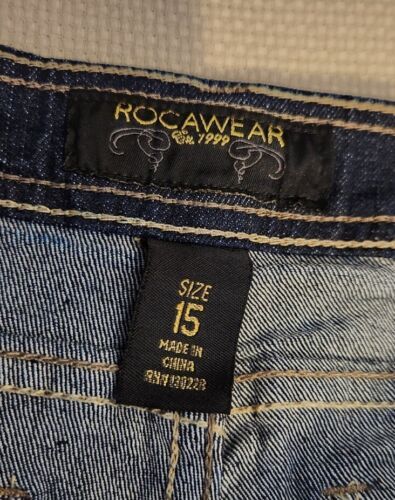 ROCAWEAR
Est. 1999
SIZE
15
MADE IN
CHINA